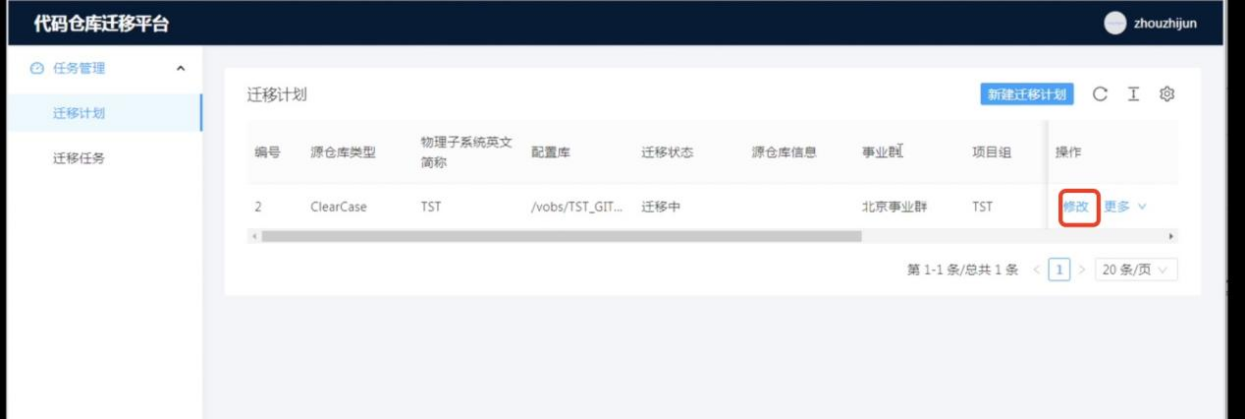 代码仓库迁移平台
zhouzhijun
任务管理
迁移计划
迁移任务
迁移计划
新建迁移计划
编号 源仓库类型 物理子系统英文简称 配置库 迁移状态 源仓库信息 事业群 项目组 操作
2 ClearCase TST /vobs/TST_GIT... 迁移中 北京事业群 TST 修改 更多
第 1-1 条/总共 1 条 < 1 > 20 条/页